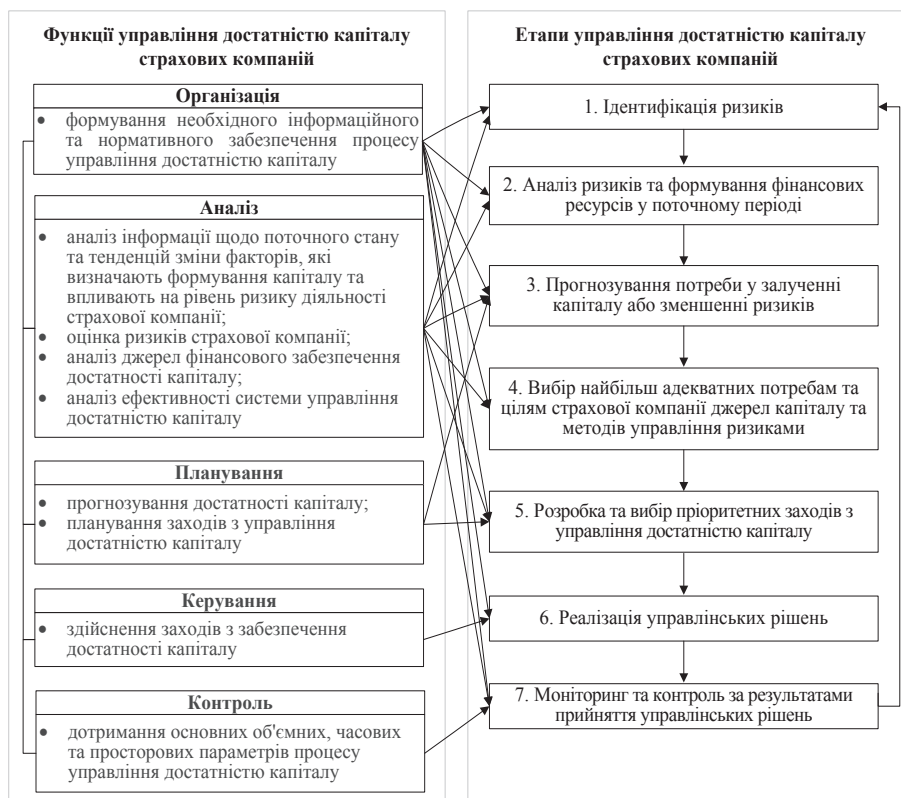 Функції управління достатністю капіталу
страхових компаній
Організація
• формування необхідного інформаційного
та нормативного забезпечення процесу
управління достатністю капіталу
Аналіз
• аналіз інформації щодо поточного стану
та тенденцій зміни факторів, які
визначають формування капіталу та
впливають на рівень ризику діяльності
страхової компанії;
• оцінка ризиків страхової компанії;
• аналіз джерел фінансового забезпечення
достатності капіталу;
• аналіз ефективності системи управління
достатністю капіталу
Планування
• прогнозування достатності капіталу;
• планування заходів з управління
достатністю капіталу
Керування
• здійснення заходів з забезпечення
достатності капіталу
Контроль
• дотримання основних об'ємних, часових
та просторових параметрів процесу
управління достатністю капіталу
Етапи управління достатністю капіталу
страхових компаній
1. Ідентифікація ризиків
2. Аналіз ризиків та формування фінансових
ресурсів у поточному періоді
3. Прогнозування потреби у залученні
капіталу або зменшенні ризиків
4. Вибір найбільш адекватних потребам та
цілям страхової компанії джерел капіталу та
методів управління ризиками
5. Розробка та вибір пріоритетних заходів з
управління достатністю капіталу
6. Реалізація управлінських рішень
7. Моніторинг та контроль за результатами
прийняття управлінських рішень